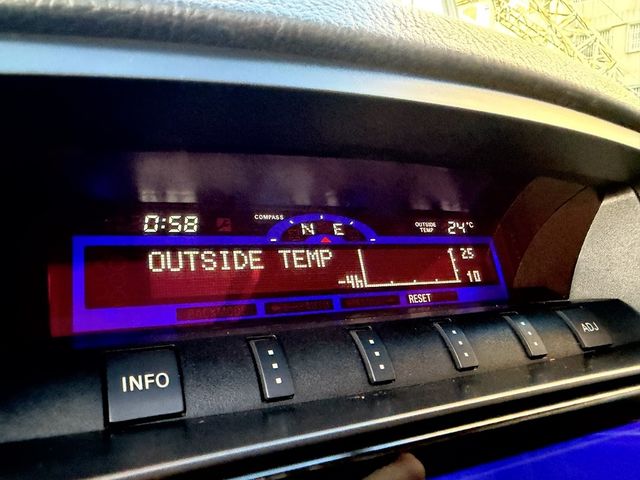 0:58
COMPASS
N E
OUTSIDE TEMP 24°C
OUTSIDE TEMP
-4h
25
10
RESET
INFO
ADJ